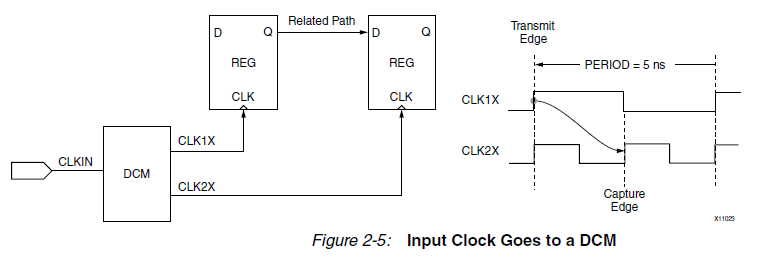 Related Path
D
Q
D
Q
REG
REG
CLK
CLK
CLKIN
DCM
CLK1X
CLK2X
Transmit
Edge
PERIOD = 5 ns
CLK1X
CLK2X
Capture
Edge
X11023
Figure 2-5: Input Clock Goes to a DCM